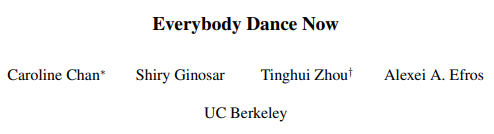 Everybody Dance Now
Caroline Chan* Shiry Ginosar Tinghui Zhou† Alexei A. Efros
UC Berkeley